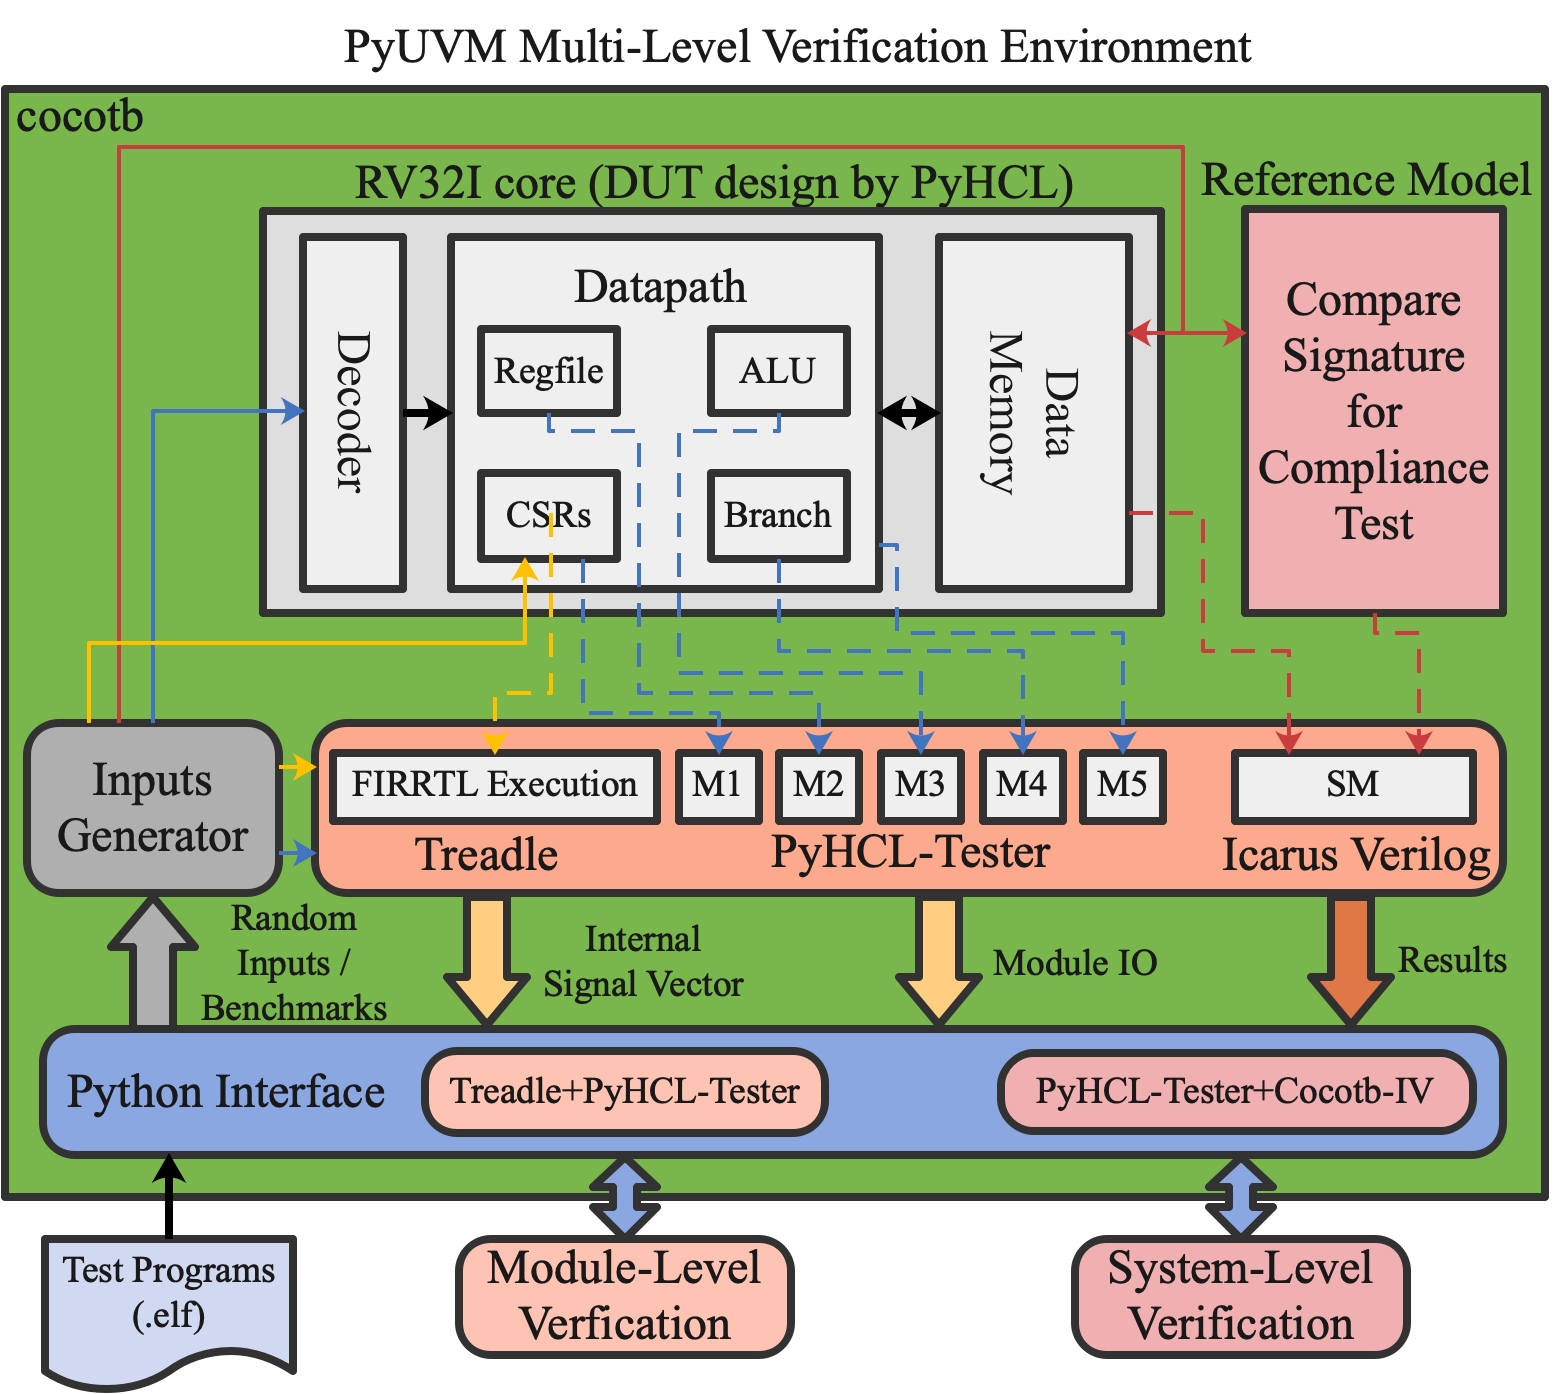 PyUVM Multi-Level Verification Environment
cocotb
RV32I core (DUT design by PyHCL)
Reference Model
Decoder
Datapath
Regfile
ALU
CSRs
Branch
Data
Memory
Compare
Signature
for
Compliance
Test
Inputs
Generator
FIRRTL Execution
M1
M2
M3
M4
M5
SM
Treadle
PyHCL-Tester
Icarus Verilog
Random
Inputs /
Benchmarks
Internal
Signal Vector
Module IO
Results
Python Interface
Treadle+PyHCL-Tester
PyHCL-Tester+Cocotb-IV
Test Programs
(.elf)
Module-Level
Verfication
System-Level
Verification